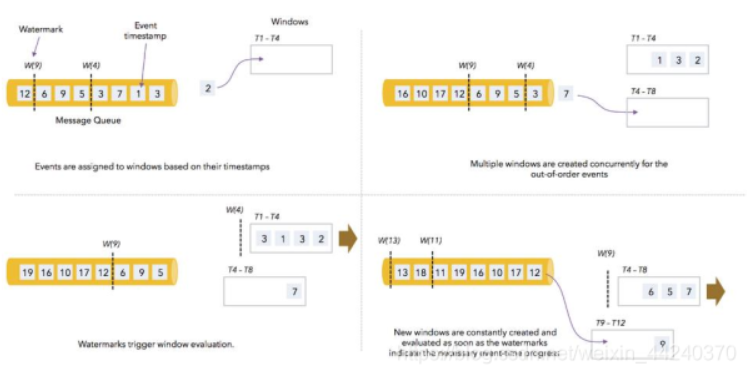 Watermark
Event
timestamp
Windows
T1 - T4
W(9)
W(4)
12 6 9 5 3 7 1 3
2
Message Queue
Events are assigned to windows based on their timestamps
T1 - T4
1 3 2
W(9)
W(4)
16 10 17 12 6 9 5 3
7
T4 - T8
Multiple windows are created concurrently for the
out-of-order events
W(4)
T1 - T4
3 1 3 2
W(9)
19 16 10 17 12 6 9 5
T4 - T8
7
Watermarks trigger window evaluation.
W(13)
W(11)
13 18 11 19 16 10 17 12
W(9)
T4 - T8
6 5 7
T9 - T12
9
New windows are constantly created and
evaluated as soon as the watermarks
indicate the necessary event-time progress
net/weixin_44240370